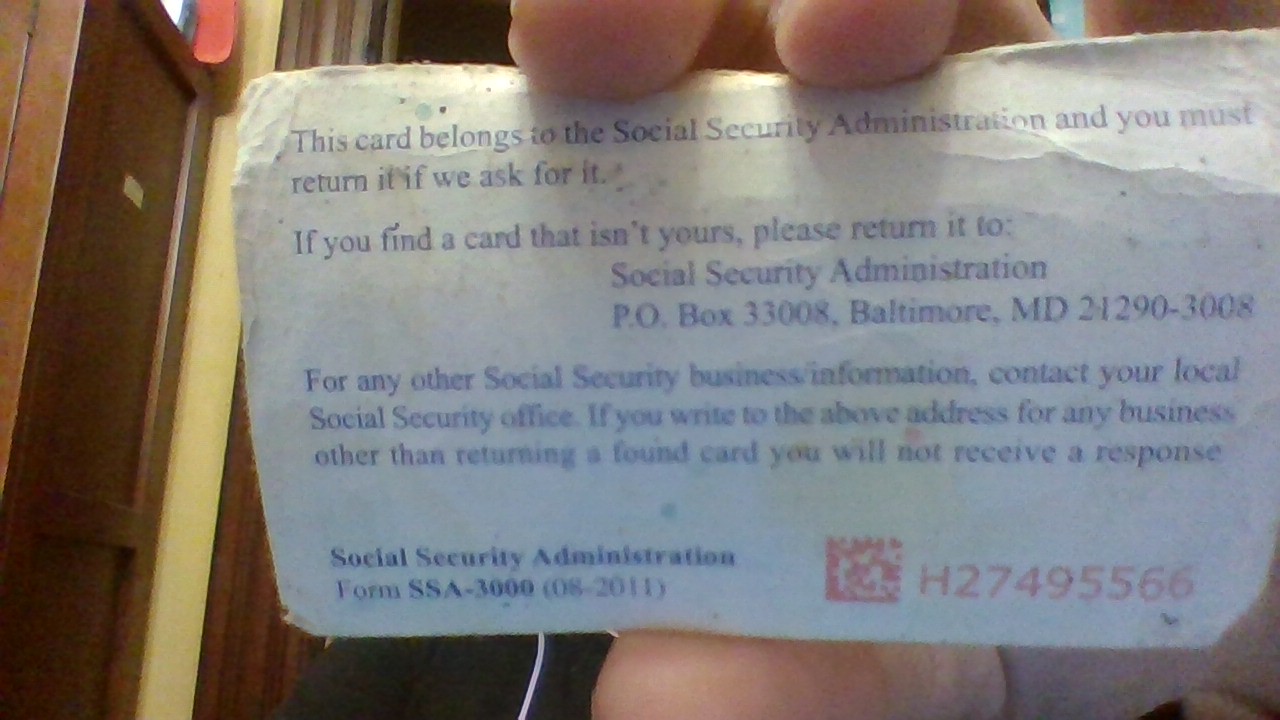 This card belongs to the Social Security Administration and you must
return it if we ask for it.
If you find a card that isn't yours, please return it to:
Social Security Administration
P.O. Box 33008, Baltimore, MD 21290-3008
For any other Social Security business/information, contact your local
Social Security office. If you write to the above address for any business
other than returning a found card you will not receive a response
Social Security Administration
Form SSA-3000 (08-2011)
H27495566